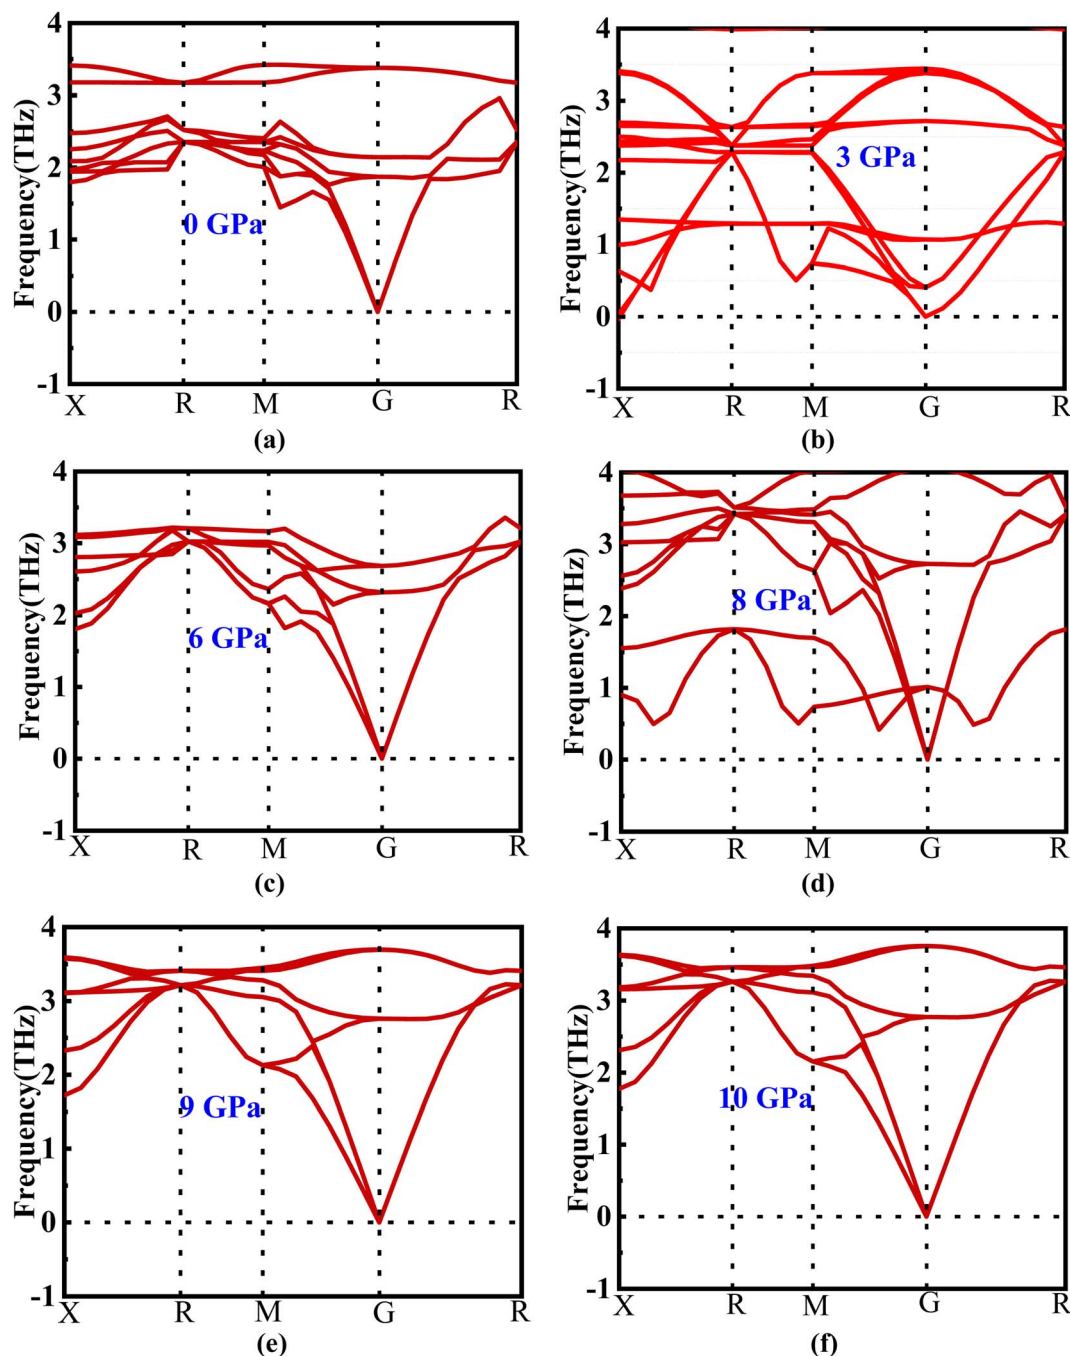 4
3
2
1
0
-1
Frequency(THz)
0 GPa
X R M G R
(a)
4
3
2
1
0
-1
Frequency(THz)
3 GPa
X R M G R
(b)
4
3
2
1
0
-1
Frequency(THz)
6 GPa
X R M G R
(c)
4
3
2
1
0
-1
Frequency(THz)
8 GPa
X R M G R
(d)
4
3
2
1
0
-1
Frequency(THz)
9 GPa
X R M G R
(e)
4
3
2
1
0
-1
Frequency(THz)
10 GPa
X R M G R
(f)